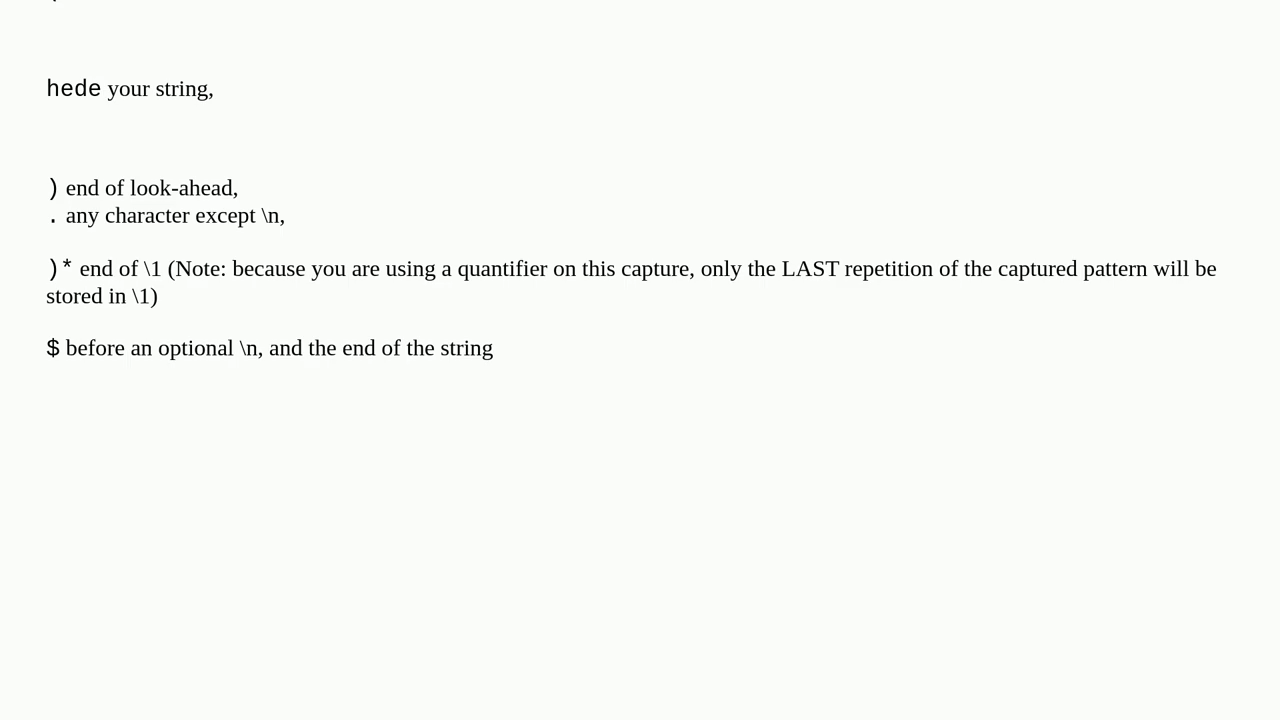 hede your string,
) end of look-ahead,
. any character except \n,
)* end of \1 (Note: because you are using a quantifier on this capture, only the LAST repetition of the captured pattern will be
stored in \1)
$ before an optional \n, and the end of the string